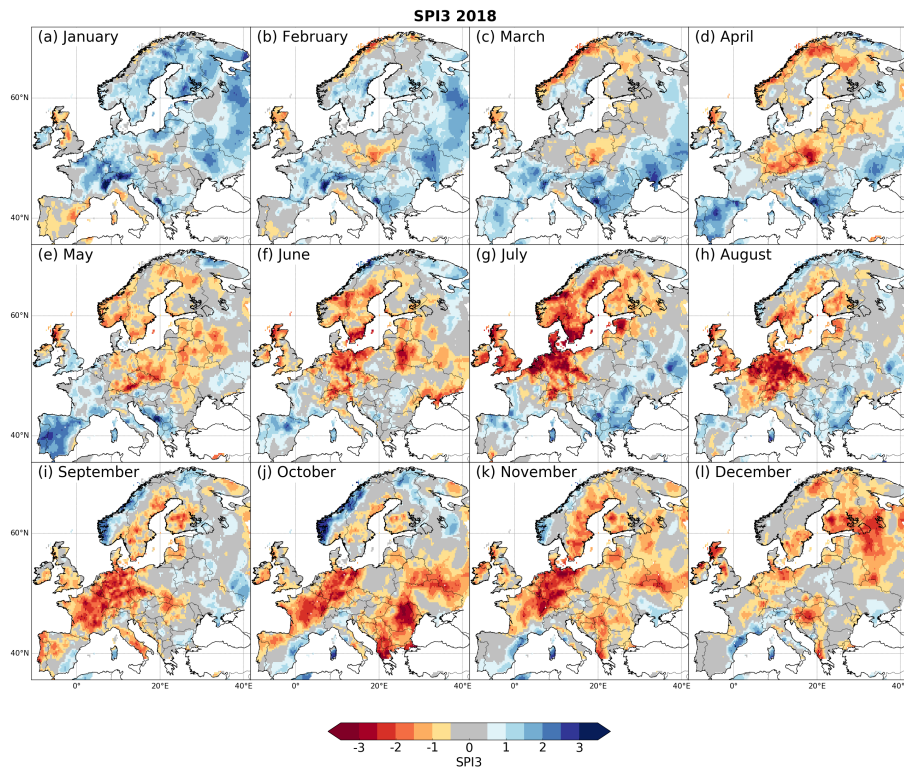 SPI3 2018
(a) January
(b) February
(c) March
(d) April
60°N
40°N
(e) May
(f) June
(g) July
(h) August
60°N
40°N
(i) September
(j) October
(k) November
(l) December
60°N
40°N
0° 20°E 40°E 0° 20°E 40°E 0° 20°E 40°E 0° 20°E 40°E
-3 -2 -1 0 1 2 3
SPI3